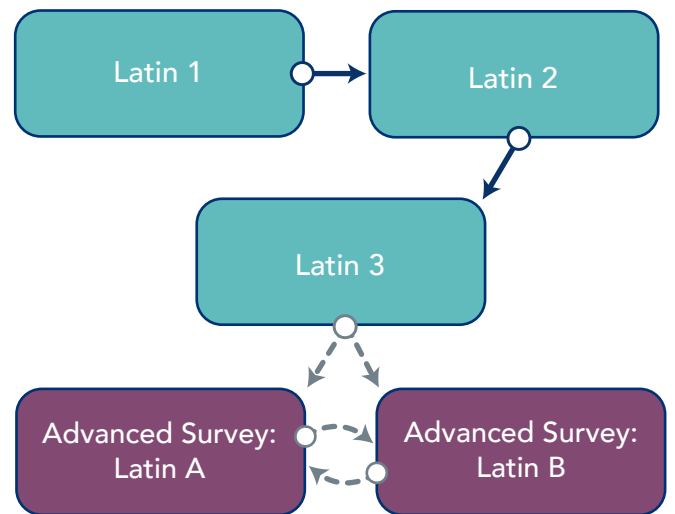 Latin 1
Latin 2
Latin 3
Advanced Survey:
Latin A
Advanced Survey:
Latin B